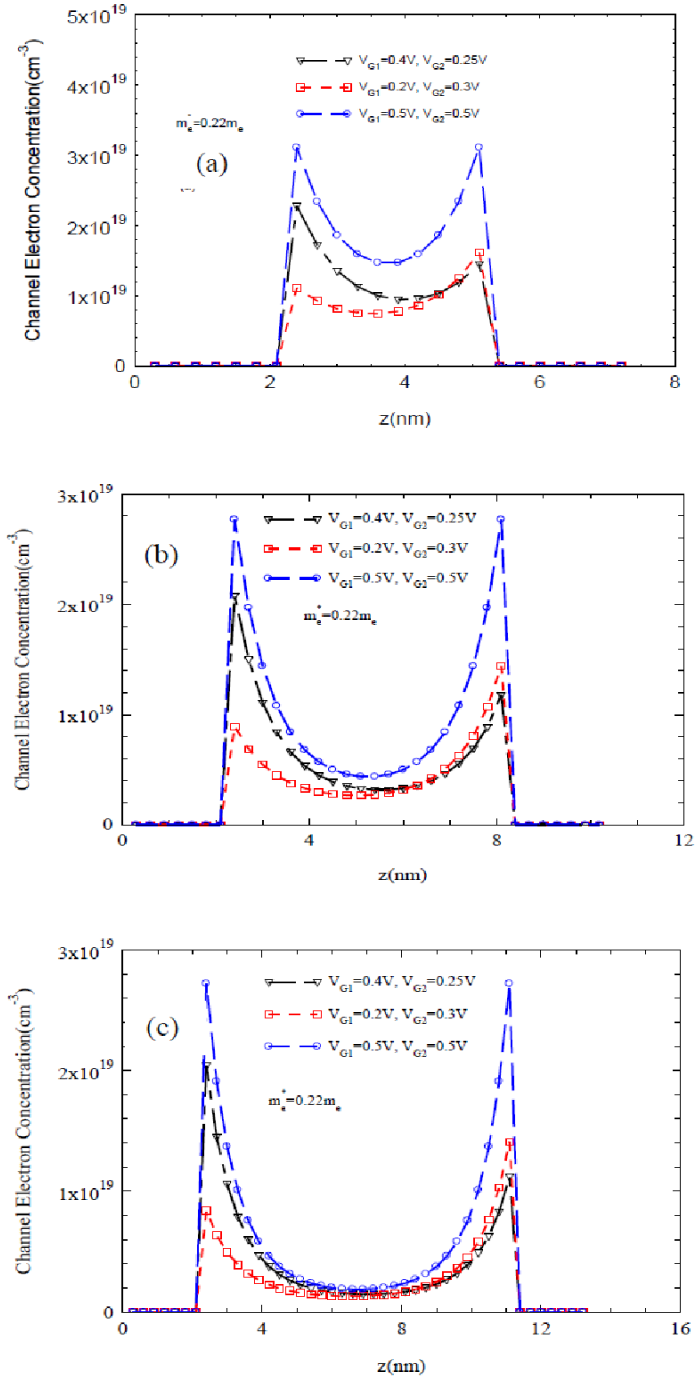 5x10^19
4x10^19
3x10^19
2x10^19
1x10^19
0
Channel Electron Concentration(cm^-3)
V_G1=0.4V, V_G2=0.25V
V_G1=0.2V, V_G2=0.3V
V_G1=0.5V, V_G2=0.5V
m*_e=0.22m_e
(a)
0 2 4 6 8
z(nm)
3x10^19
2x10^19
1x10^19
0
Channel Electron Concentration(cm^-3)
(b)
V_G1=0.4V, V_G2=0.25V
V_G1=0.2V, V_G2=0.3V
V_G1=0.5V, V_G2=0.5V
m*_e=0.22m_e
0 4 8 12
z(nm)
3x10^19
2x10^19
1x10^19
0
Channel Electron Concentration(cm^-3)
(c)
V_G1=0.4V, V_G2=0.25V
V_G1=0.2V, V_G2=0.3V
V_G1=0.5V, V_G2=0.5V
m*_e=0.22m_e
0 4 8 12 16
z(nm)